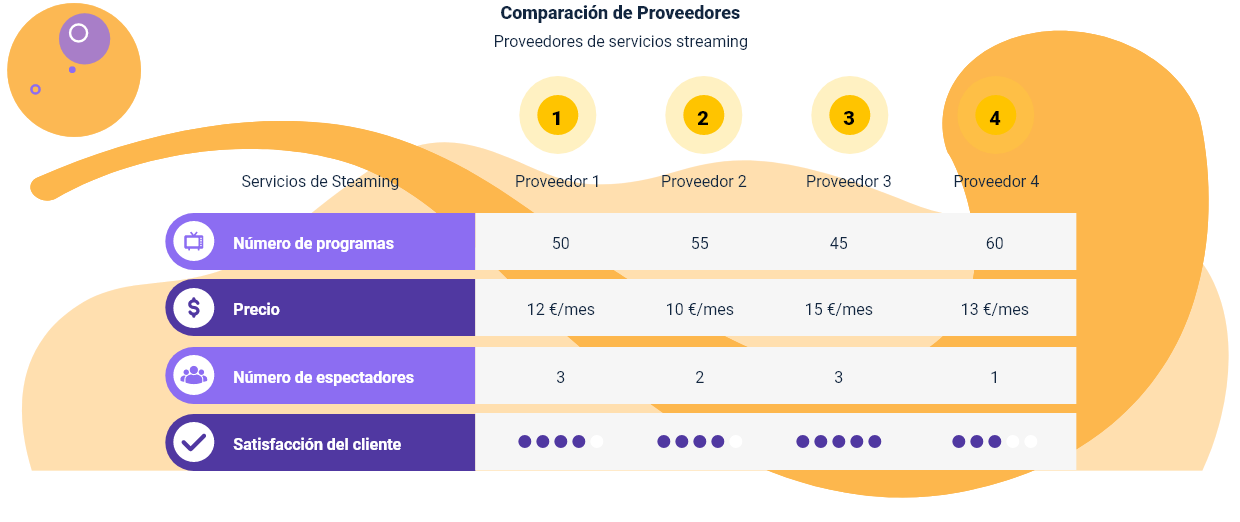 Comparación de Proveedores
Proveedores de servicios streaming
1 2 3 4
Servicios de Steaming Proveedor 1 Proveedor 2 Proveedor 3 Proveedor 4
Número de programas 50 55 45 60
$ Precio 12 €/mes 10 €/mes 15 €/mes 13 €/mes
Número de espectadores 3 2 3 1
Satisfacción del cliente